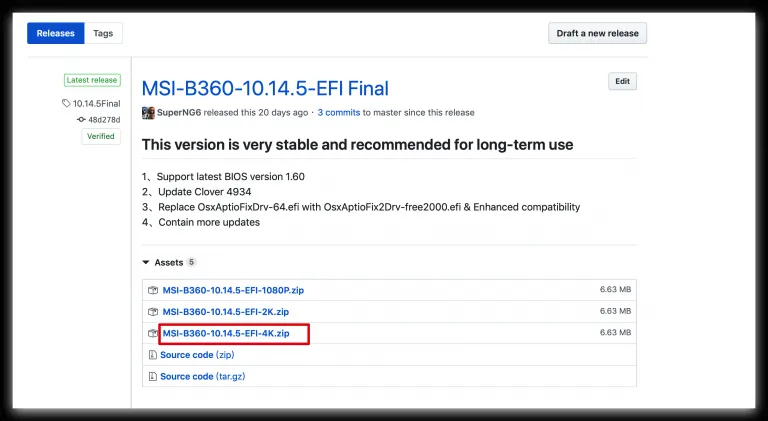 Releases Tags Draft a new release
Latest release
MSI-B360-10.14.5-EFI Final Edit
10.14.5Final
SuperNG6 released this 20 days ago · 3 commits to master since this release
48d278d
Verified
This version is very stable and recommended for long-term use
1、Support latest BIOS version 1.60
2、Update Clover 4934
3、Replace OsxAptioFixDrv-64.efi with OsxAptioFix2Drv-free2000.efi & Enhanced compatibility
4、Contain more updates
Assets 5
MSI-B360-10.14.5-EFI-1080P.zip 6.63 MB
MSI-B360-10.14.5-EFI-2K.zip 6.63 MB
MSI-B360-10.14.5-EFI-4K.zip 6.63 MB
Source code (zip)
Source code (tar.gz)